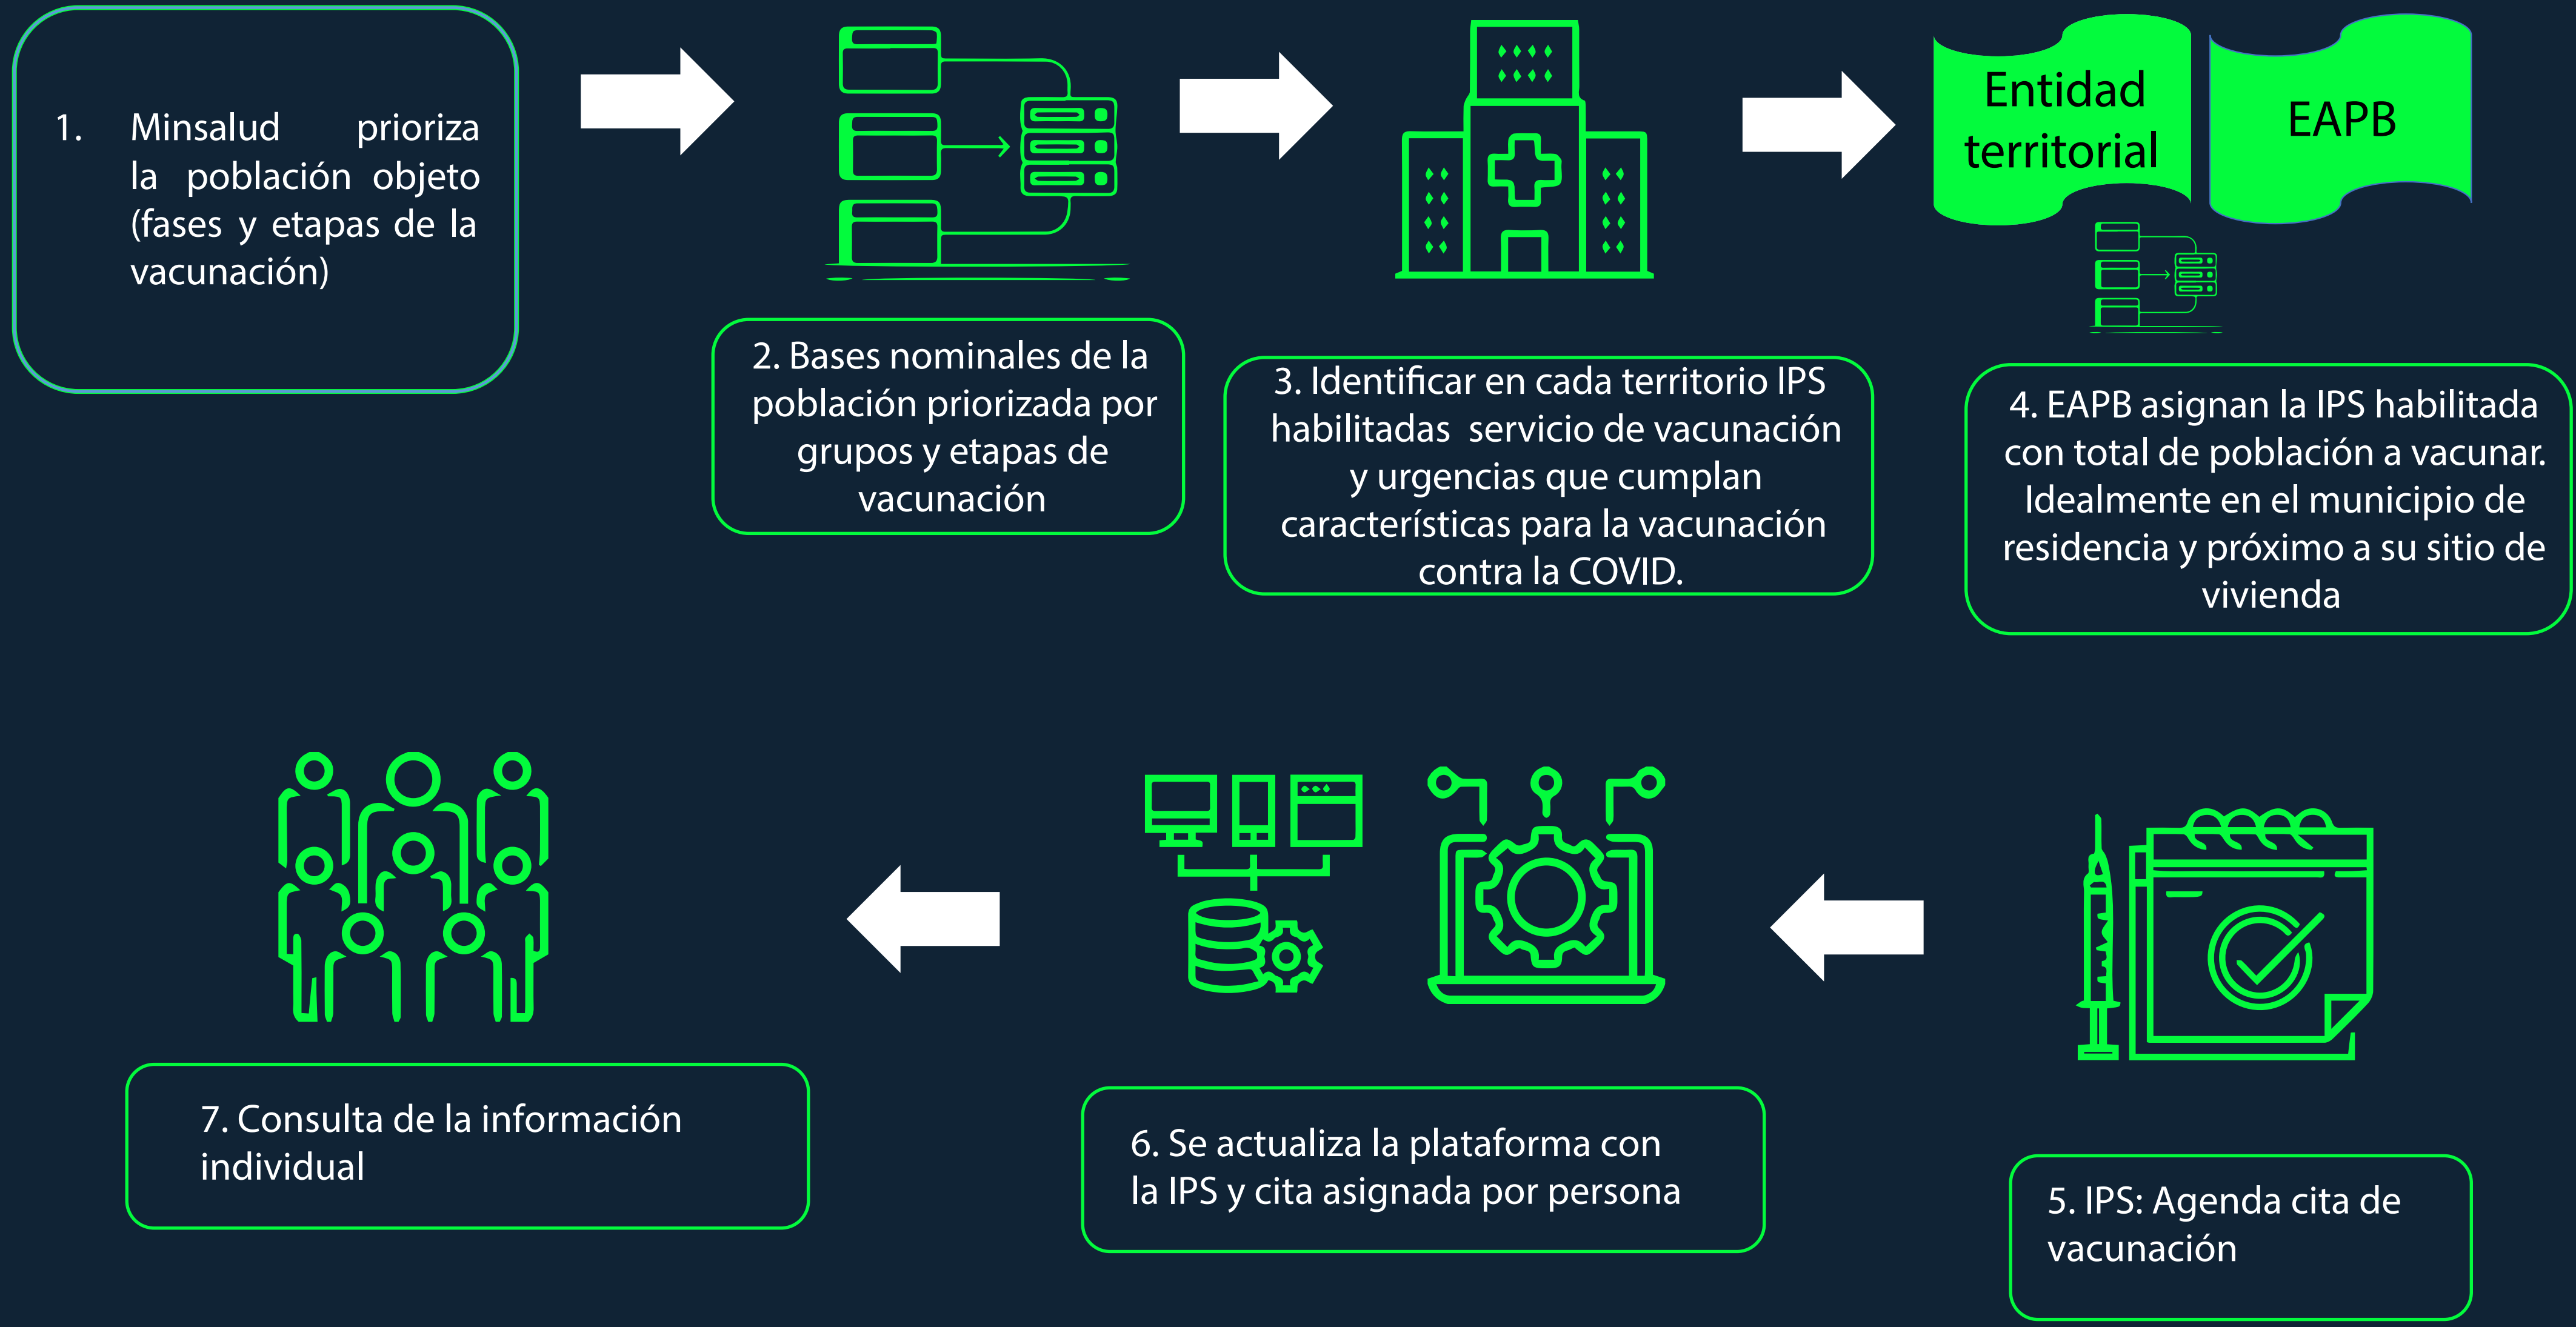 1. Minsalud prioriza
la población objeto
(fases y etapas de la
vacunación)
2. Bases nominales de la
población priorizada por
grupos y etapas de
vacunación
3. Identificar en cada territorio IPS
habilitadas servicio de vacunación
y urgencias que cumplan
características para la vacunación
contra la COVID.
Entidad
territorial
EAPB
4. EAPB asignan la IPS habilitada
con total de población a vacunar.
Idealmente en el municipio de
residencia y próximo a su sitio de
vivienda
5. IPS: Agenda cita de
vacunación
6. Se actualiza la plataforma con
la IPS y cita asignada por persona
7. Consulta de la información
individual